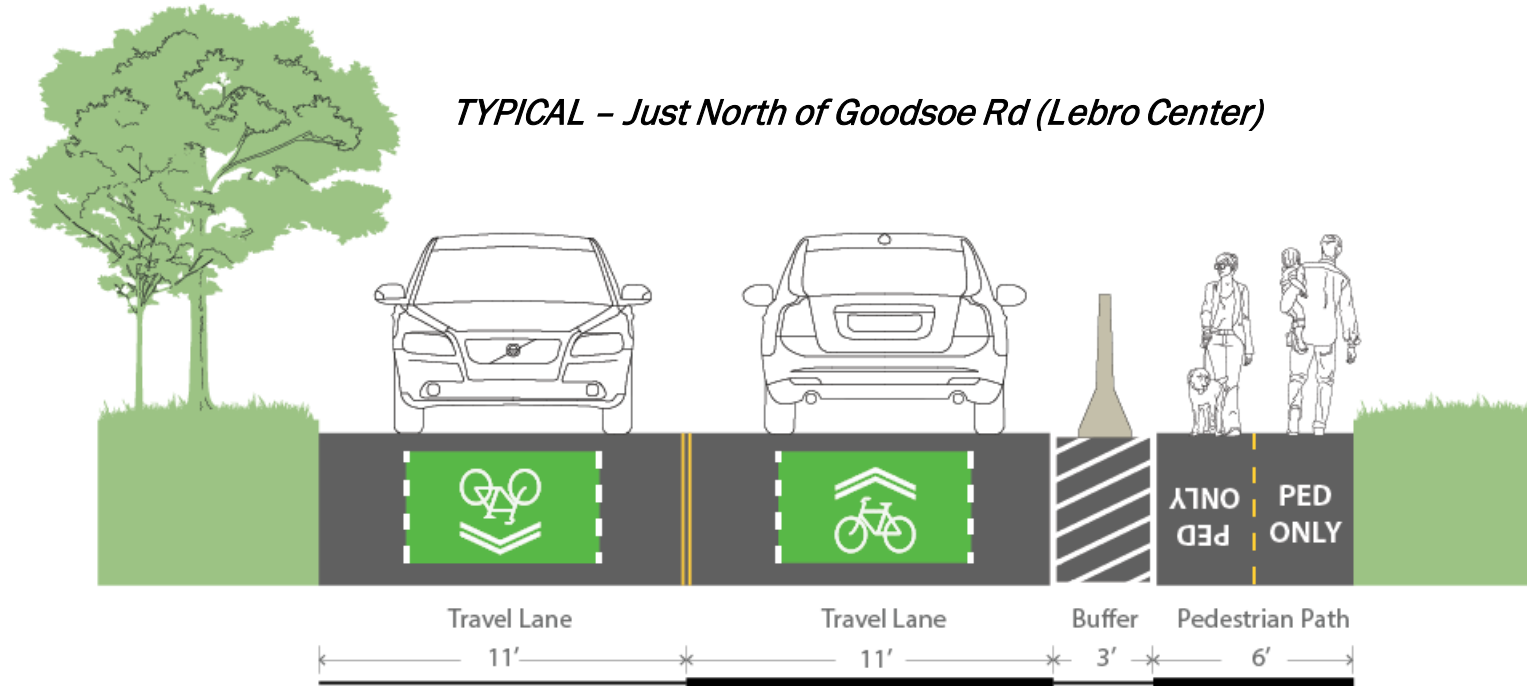 TYPICAL – Just North of Goodsoe Rd (Lebro Center)
PED
ONLY
PED
ONLY
Travel Lane
Travel Lane
Buffer
Pedestrian Path
11’
11’
3’
6’